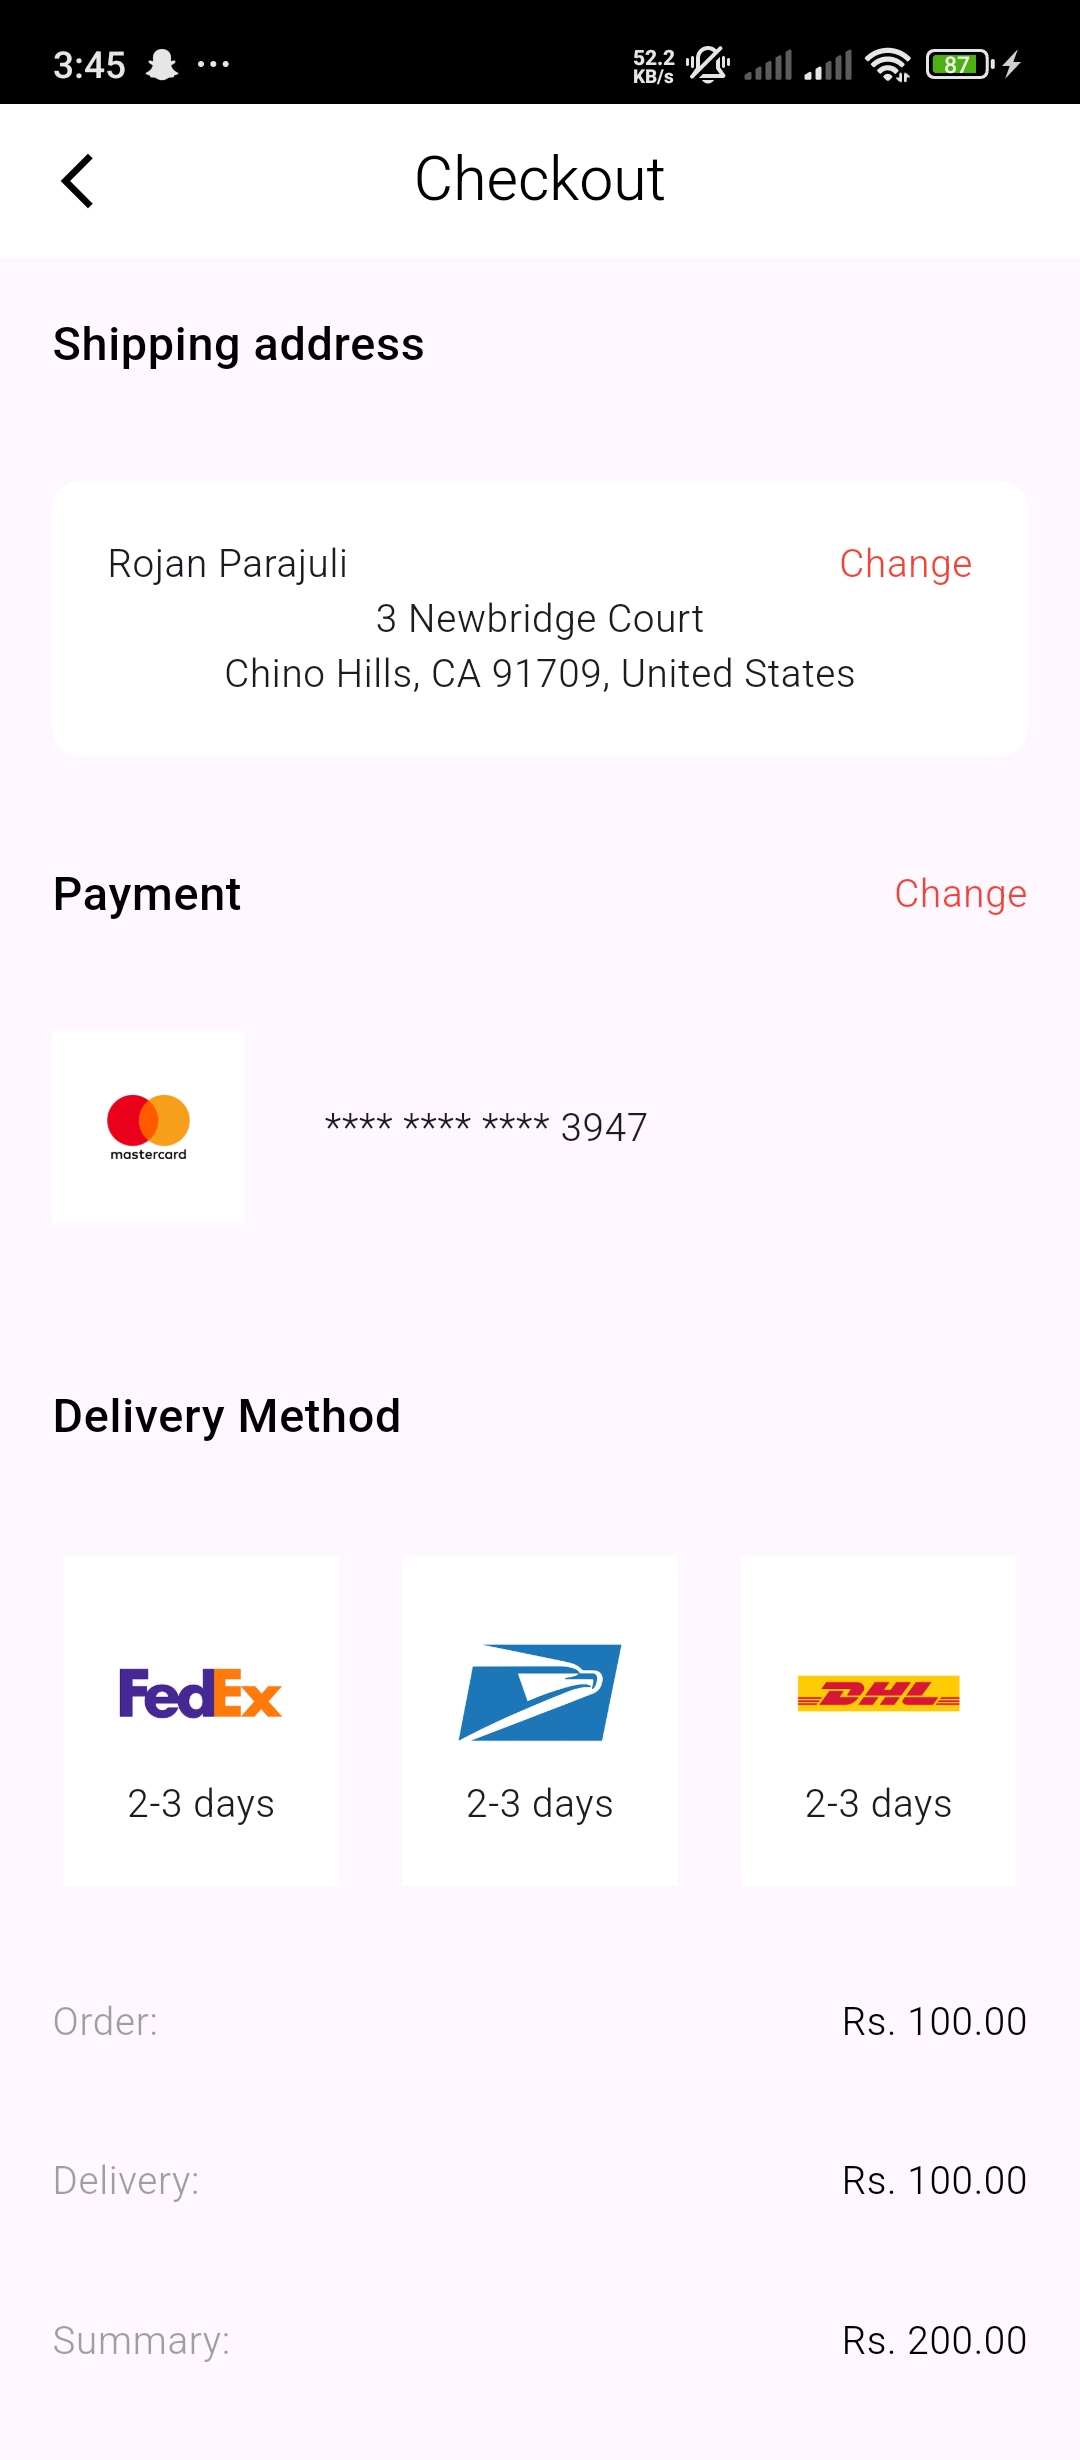 3:45 ... 52.2 KB/s 87
Checkout
Shipping address
Rojan Parajuli Change
3 Newbridge Court
Chino Hills, CA 91709, United States
Payment Change
mastercard
**** **** **** 3947
Delivery Method
FedEx DHL
2-3 days 2-3 days 2-3 days
Order: Rs. 100.00
Delivery: Rs. 100.00
Summary: Rs. 200.00